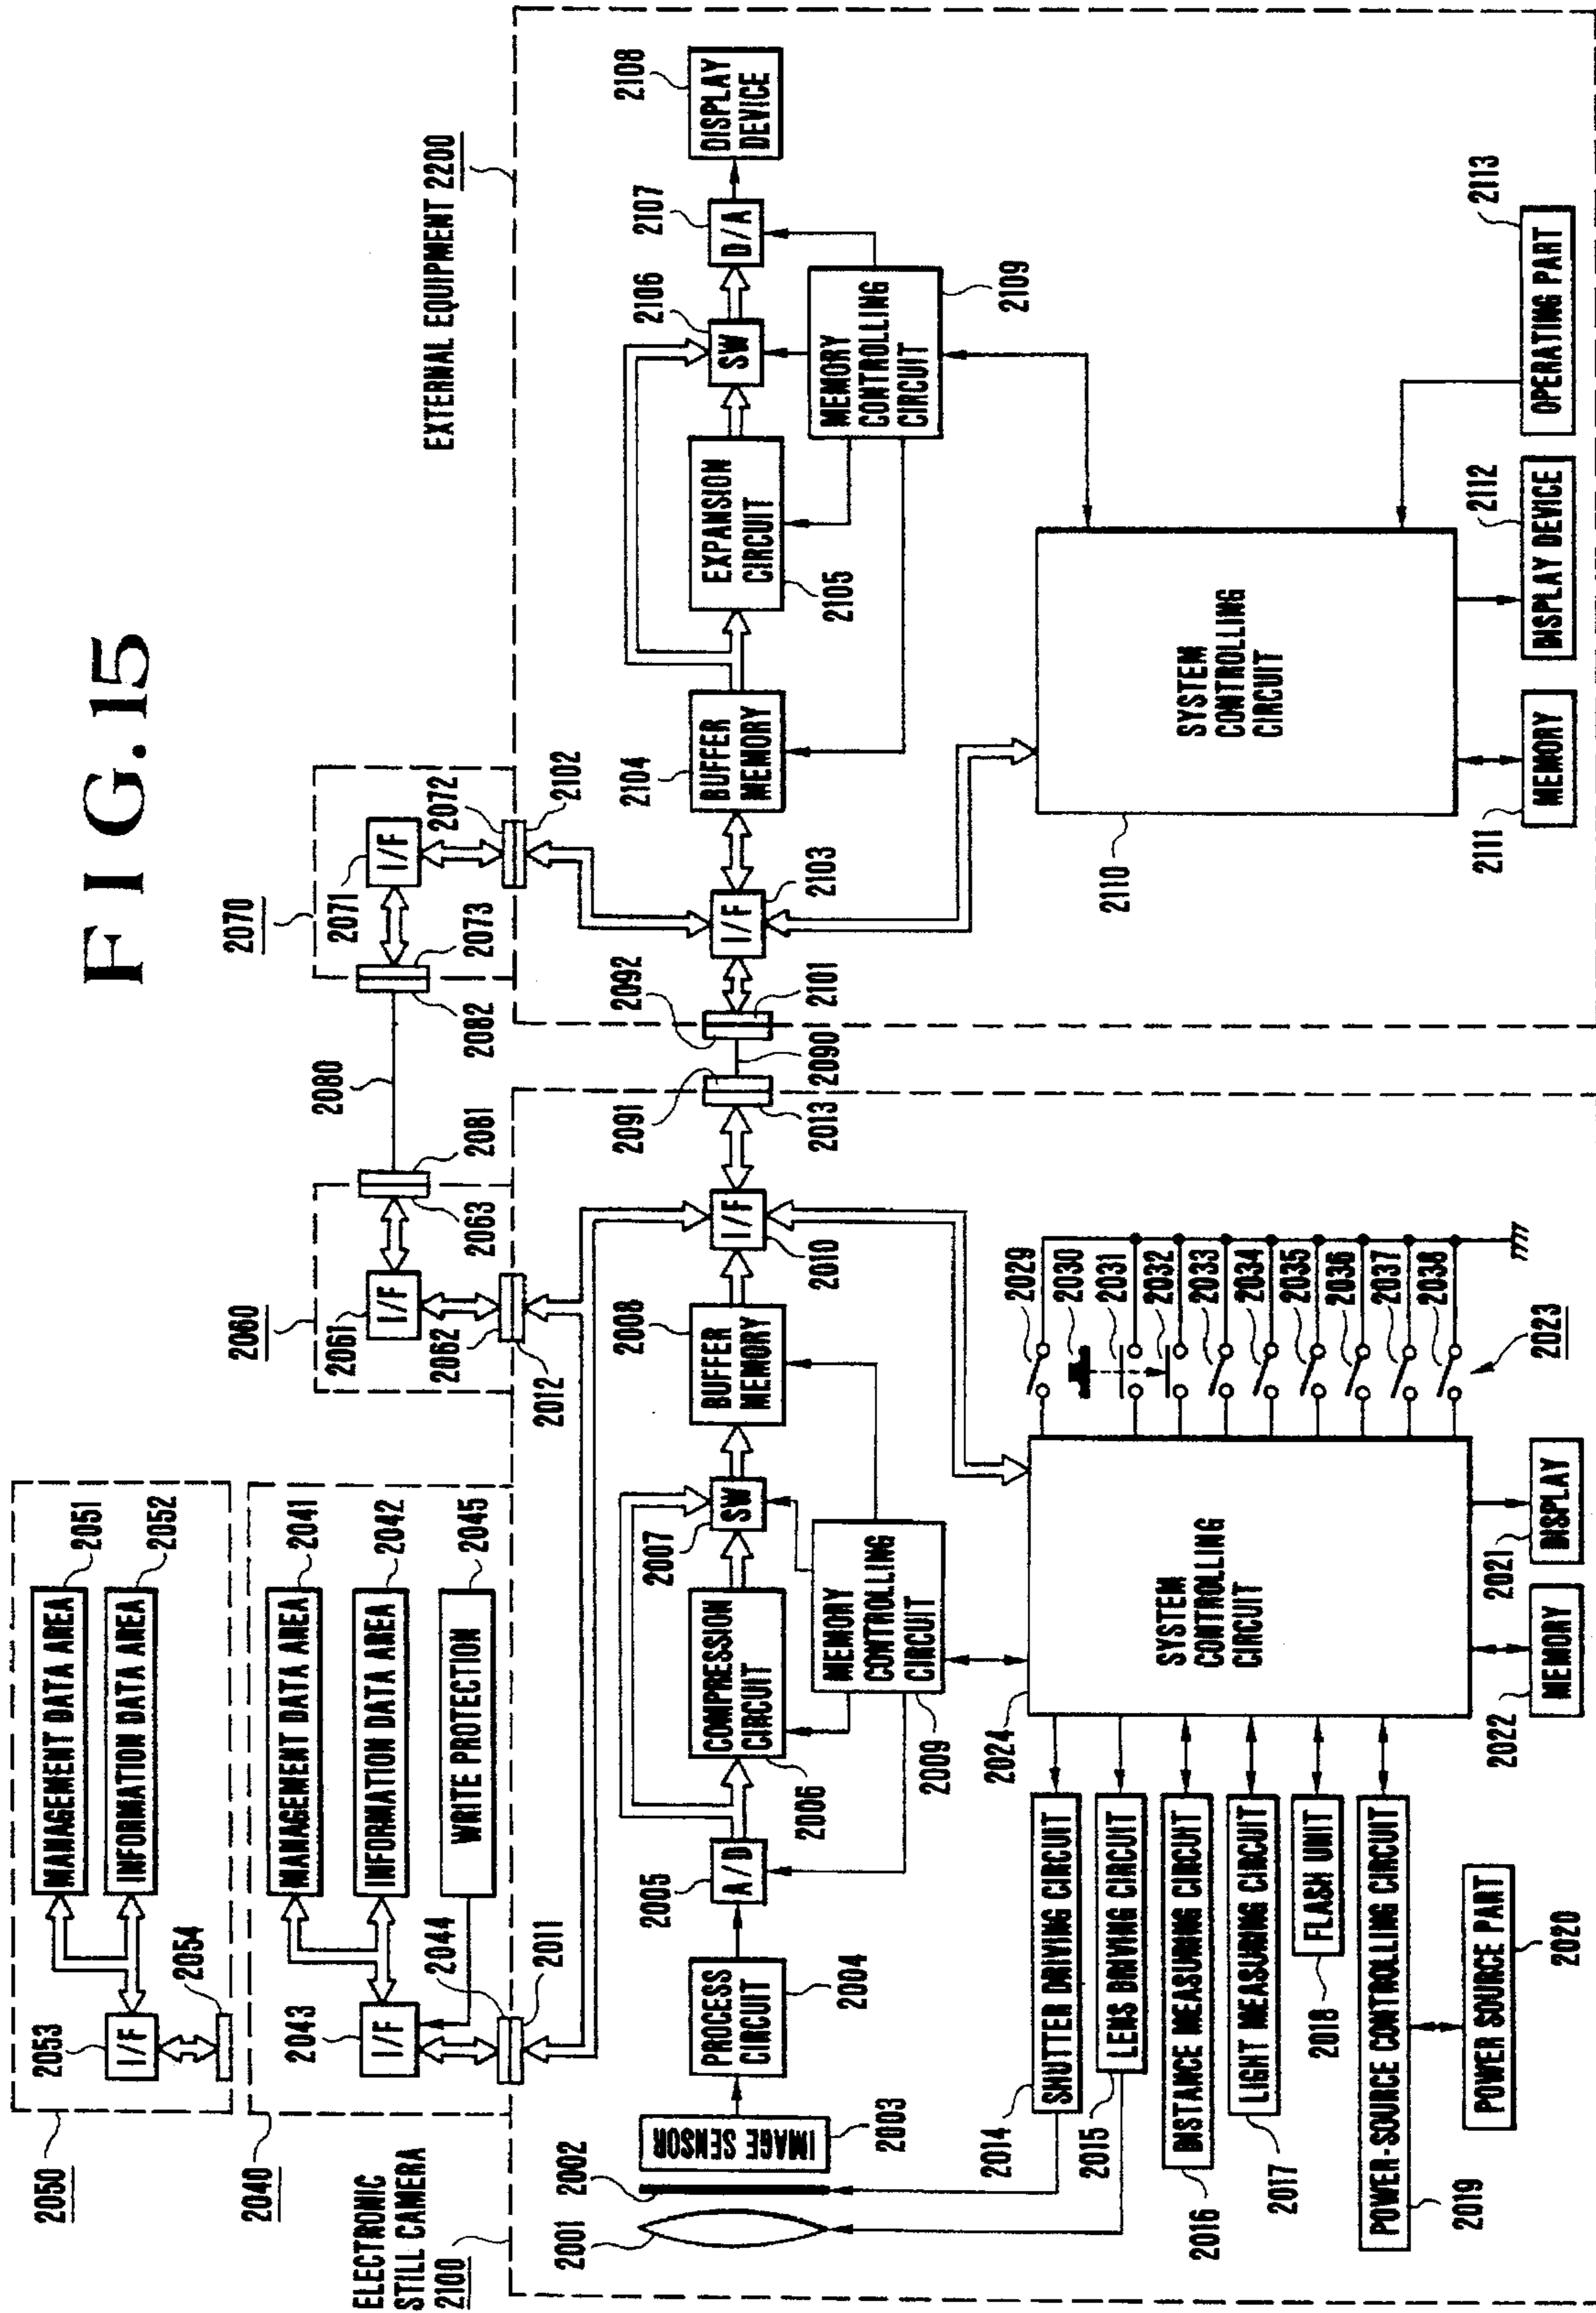 FIG.15
2050
2053
I/F
2054
MANAGEMENT DATA AREA
2051
INFORMATION DATA AREA
2052
2040
2043
I/F
2044
2011
MANAGEMENT DATA AREA
2041
INFORMATION DATA AREA
2042
WRITE PROTECTION
2045
2060
2061
I/F
2062
2063
2012
2081
2080
2070
2071
I/F
2072
2073
2082
2102
ELECTRONIC
STILL CAMERA
2100
2001
2002
IMAGE SENSOR
2003
PROCESS
CIRCUIT
2004
A/D
2005
COMPRESSION
CIRCUIT
2006
SW
2007
BUFFER
MEMORY
2008
MEMORY
CONTROLLING
CIRCUIT
2009
I/F
2010
2013
2091
2090
2092
2101
EXTERNAL EQUIPMENT 2200
I/F
2103
BUFFER
MEMORY
2104
EXPANSION
CIRCUIT
2105
SW
2106
D/A
2107
DISPLAY
DEVICE
2108
MEMORY
CONTROLLING
CIRCUIT
2109
SHUTTER DRIVING CIRCUIT
2014
LENS DRIVING CIRCUIT
2015
DISTANCE MEASURING CIRCUIT
2016
LIGHT MEASURING CIRCUIT
2017
FLASH UNIT
2018
POWER-SOURCE CONTROLLING CIRCUIT
2019
POWER SOURCE PART
2020
SYSTEM
CONTROLLING
CIRCUIT
2024
MEMORY
2022
DISPLAY
2021
2029
2030
2031
2032
2033
2034
2035
2036
2037
2038
2023
SYSTEM
CONTROLLING
CIRCUIT
2110
MEMORY
2111
DISPLAY DEVICE
2112
OPERATING PART
2113